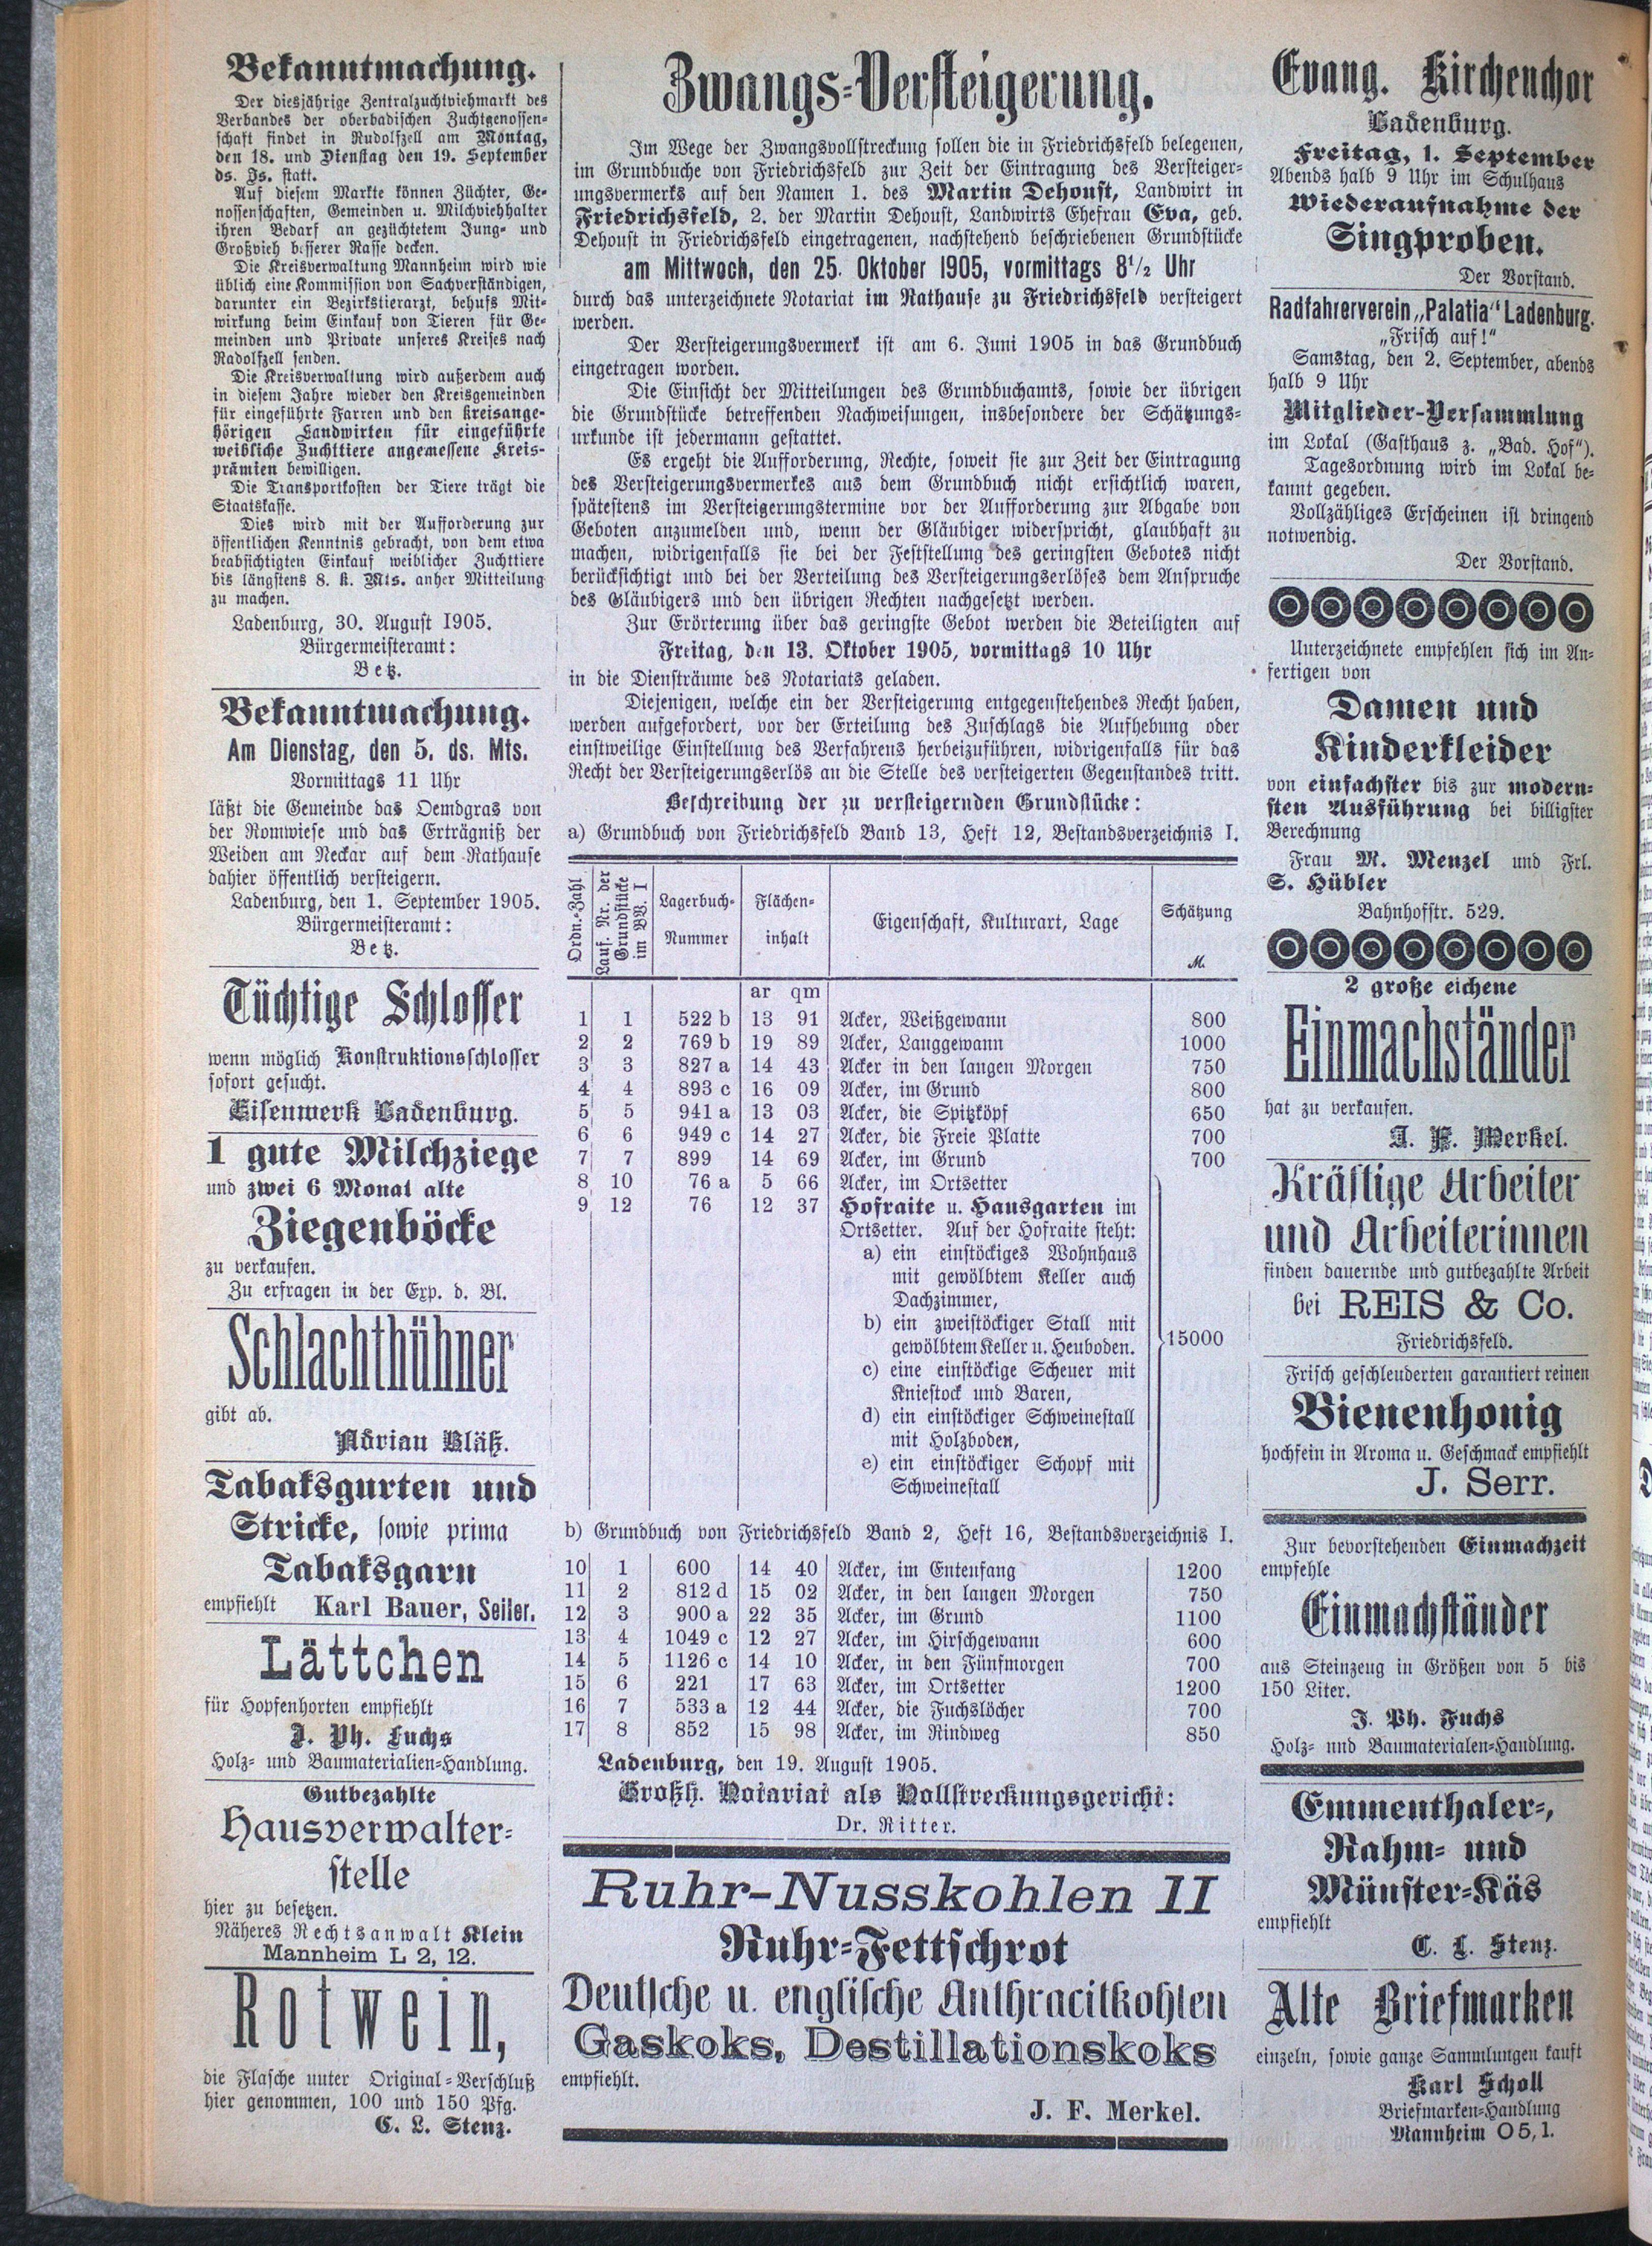 Bekanntmachung.
Der diesjährige Zentralzuchtviehmarkt des
Verbandes der oberbadischen Zuchtgenossen-
schaft findet in Rudolfzell am Montag,
den 18. und Dienstag den 19. September
ds. Js. statt.
Auf diesem Markte können Züchter, Ge-
nossenschaften, Gemeinden u. Milchviehhalter
ihren Bedarf an gezüchtetem Jung- und
Großvieh besserer Rasse decken.
Die Kreisverwaltung Mannheim wird wie
üblich eine Kommission von Sachverständigen,
darunter ein Bezirkstierarzt, behufs Mit-
wirkung beim Einkauf von Tieren für Ge-
meinden und Private unseres Kreises nach
Radolfzell senden.
Die Kreisverwaltung wird außerdem auch
in diesem Jahre wieder den Kreisgemeinden
für eingeführte Farren und den kreisange-
hörigen Landwirten für eingeführte
weibliche Zuchttiere angemessene Kreis-
prämien bewilligen.
Die Transportkosten der Tiere trägt die
Staatskasse.
Dies wird mit der Aufforderung zur
öffentlichen Kenntnis gebracht, von dem etwa
beabsichtigten Einkauf weiblicher Zuchttiere
bis längstens 8. k. Mts. anher Mitteilung
zu machen.
Ladenburg, 30. August 1905.
Bürgermeisteramt:
Betz.
Bekanntmachung.
Am Dienstag, den 5. ds. Mts.
Vormittags 11 Uhr
läßt die Gemeinde das Oemdgras von
der Romwiese und das Erträgniß der
Weiden am Neckar auf dem Rathause
dahier öffentlich versteigern.
Ladenburg, den 1. September 1905.
Bürgermeisteramt:
Betz.
Tüchtige Schlosser
wenn möglich Konstruktionsschlosser
sofort gesucht.
Eisenwerk Ladenburg.
1 gute Milchziege
und zwei 6 Monat alte
Ziegenböcke
zu verkaufen.
Zu erfragen in der Exp. d. Bl.
Schlachthühner
gibt ab.
Adrian Bläß.
Tabaksgurten und
Stricke, sowie prima
Tabaksgarn
empfiehlt Karl Bauer, Seiler.
Lättchen
für Hopfenhorten empfiehlt
J. Ph. Fuchs
Holz- und Baumaterialien-Handlung.
Gutbezahlte
Hausverwalter-
stelle
hier zu besetzen.
Näheres Rechtsanwalt Klein
Mannheim L 2, 12.
Rotwein,
die Flasche unter Original-Verschluß
hier genommen, 100 und 150 Pfg.
C. L. Stenz.
Zwangs-Versteigerung.
Im Wege der Zwangsvollstreckung sollen die in Friedrichsfeld belegenen,
im Grundbuche von Friedrichsfeld zur Zeit der Eintragung des Versteiger-
ungsvermerks auf den Namen 1. des Martin Dehoust, Landwirt in
Friedrichsfeld, 2. der Martin Dehoust, Landwirts Ehefrau Eva, geb.
Dehoust in Friedrichsfeld eingetragenen, nachstehend beschriebenen Grundstücke
am Mittwoch, den 25. Oktober 1905, vormittags 8½ Uhr
durch das unterzeichnete Notariat im Rathause zu Friedrichsfeld versteigert
werden.
Der Versteigerungsvermerk ist am 6. Juni 1905 in das Grundbuch
eingetragen worden.
Die Einsicht der Mitteilungen des Grundbuchamts, sowie der übrigen
die Grundstücke betreffenden Nachweisungen, insbesondere der Schätzungs-
urkunde ist jedermann gestattet.
Es ergeht die Aufforderung, Rechte, soweit sie zur Zeit der Eintragung
des Versteigerungsvermerkes aus dem Grundbuch nicht ersichtlich waren,
spätestens im Versteigerungstermine vor der Aufforderung zur Abgabe von
Geboten anzumelden und, wenn der Gläubiger widerspricht, glaubhaft zu
machen, widrigenfalls sie bei der Feststellung des geringsten Gebotes nicht
berücksichtigt und bei der Verteilung des Versteigerungserlöses dem Anspruche
des Gläubigers und den übrigen Rechten nachgesetzt werden.
Zur Erörterung über das geringste Gebot werden die Beteiligten auf
Freitag, den 13. Oktober 1905, vormittags 10 Uhr
in die Diensträume des Notariats geladen.
Diejenigen, welche ein der Versteigerung entgegenstehendes Recht haben,
werden aufgefordert, vor der Erteilung des Zuschlags die Aufhebung oder
einstweilige Einstellung des Verfahrens herbeizuführen, widrigenfalls für das
Recht der Versteigerungserlös an die Stelle des versteigerten Gegenstandes tritt.
Beschreibung der zu versteigernden Grundstücke:
a) Grundbuch von Friedrichsfeld Band 13, Heft 12, Bestandsverzeichnis I.
Ordn.-Zahl
Lauf. Nr. der
Grundstücke
im BV. I
Lagerbuch-
Nummer
Flächen-
inhalt
Eigenschaft, Kulturart, Lage
Schätzung
M.
ar qm
1 1 522 b 13 91 Acker, Weißgewann 800
2 2 769 b 19 89 Acker, Langgewann 1000
3 3 827 a 14 43 Acker in den langen Morgen 750
4 4 893 c 16 09 Acker, im Grund 800
5 5 941 a 13 03 Acker, die Spitzköpf 650
6 6 949 c 14 27 Acker, die Freie Platte 700
7 7 899 14 69 Acker, im Grund 700
8 10 76 a 5 66 Acker, im Ortsetter
9 12 76 12 37 Hofraite u. Hausgarten im
Ortsetter. Auf der Hofraite steht:
a) ein einstöckiges Wohnhaus
mit gewölbtem Keller auch
Dachzimmer,
b) ein zweistöckiger Stall mit
gewölbtem Keller u. Heuboden.
15000
c) eine einstöckige Scheuer mit
Kniestock und Baren,
d) ein einstöckiger Schweinestall
mit Holzboden,
e) ein einstöckiger Schopf mit
Schweinestall
b) Grundbuch von Friedrichsfeld Band 2, Heft 16, Bestandsverzeichnis I.
10 1 600 14 40 Acker, im Entenfang 1200
11 2 812 d 15 02 Acker, in den langen Morgen 750
12 3 900 a 22 35 Acker, im Grund 1100
13 4 1049 c 12 27 Acker, im Hirschgewann 600
14 5 1126 c 14 10 Acker, in den Fünfmorgen 700
15 6 221 17 63 Acker, im Ortsetter 1200
16 7 533 a 12 44 Acker, die Fuchslöcher 700
17 8 852 15 98 Acker, im Rindweg 850
Ladenburg, den 19. August 1905.
Großh. Notariat als Vollstreckungsgericht:
Dr. Ritter.
Ruhr-Nusskohlen II
Ruhr-Fettschrot
Deutsche u. englische Anthracitkohlen
Gaskoks, Destillationskoks
empfiehlt.
J. F. Merkel.
Evang. Kirchenchor
Ladenburg.
Freitag, 1. September
Abends halb 9 Uhr im Schulhaus
Wiederaufnahme der
Singproben.
Der Vorstand.
Radfahrerverein „Palatia" Ladenburg.
„Frisch auf!"
Samstag, den 2. September, abends
halb 9 Uhr
Mitglieder-Versammlung
im Lokal (Gasthaus z. „Bad. Hof").
Tagesordnung wird im Lokal be-
kannt gegeben.
Vollzähliges Erscheinen ist dringend
notwendig.
Der Vorstand.
Unterzeichnete empfehlen sich im An-
fertigen von
Damen und
Kinderkleider
von einfachster bis zur modern-
sten Ausführung bei billigster
Berechnung
Frau M. Menzel und Frl.
S. Hübler
Bahnhofstr. 529.
2 große eichene
Einmachständer
hat zu verkaufen.
J. F. Merkel.
Kräftige Arbeiter
und Arbeiterinnen
finden dauernde und gutbezahlte Arbeit
bei REIS & Co.
Friedrichsfeld.
Frisch geschleuderten garantiert reinen
Bienenhonig
hochfein in Aroma u. Geschmack empfiehlt
J. Serr.
Zur bevorstehenden Einmachzeit
empfehle
Einmachständer
aus Steinzeug in Größen von 5 bis
150 Liter.
J. Ph. Fuchs
Holz- und Baumaterialen-Handlung.
Emmenthaler-,
Rahm- und
Münster-Käs
empfiehlt
C. L. Stenz.
Alte Briefmarken
einzeln, sowie ganze Sammlungen kauft
Karl Scholl
Briefmarken-Handlung
Mannheim O 5, 1.